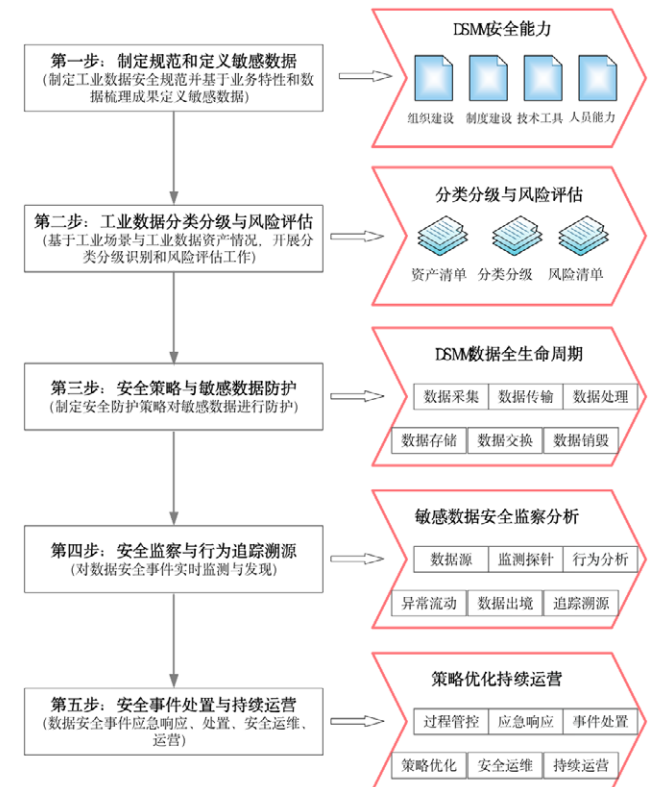 第一步：制定规范和定义敏感数据
(制定工业数据安全规范并基于业务特性和数
据梳理成果定义敏感数据)
DSMM安全能力
组织建设 制度建设 技术工具 人员能力
第二步：工业数据分类分级与风险评估
(基于工业场景与工业数据资产情况，开展分
类分级识别和风险评估工作)
分类分级与风险评估
资产清单 分类分级 风险清单
第三步：安全策略与敏感数据防护
(制定安全防护策略对敏感数据进行防护)
DSMM数据全生命周期
数据采集 数据传输 数据处理
数据存储 数据交换 数据销毁
第四步：安全监察与行为追踪溯源
(对数据安全事件实时监测与发现)
敏感数据安全监察分析
数据源 监测探针 行为分析
异常流动 数据出境 追踪溯源
第五步：安全事件处置与持续运营
(数据安全事件应急响应、处置、安全运维、
运营)
策略优化持续运营
过程管控 应急响应 事件处置
策略优化 安全运维 持续运营